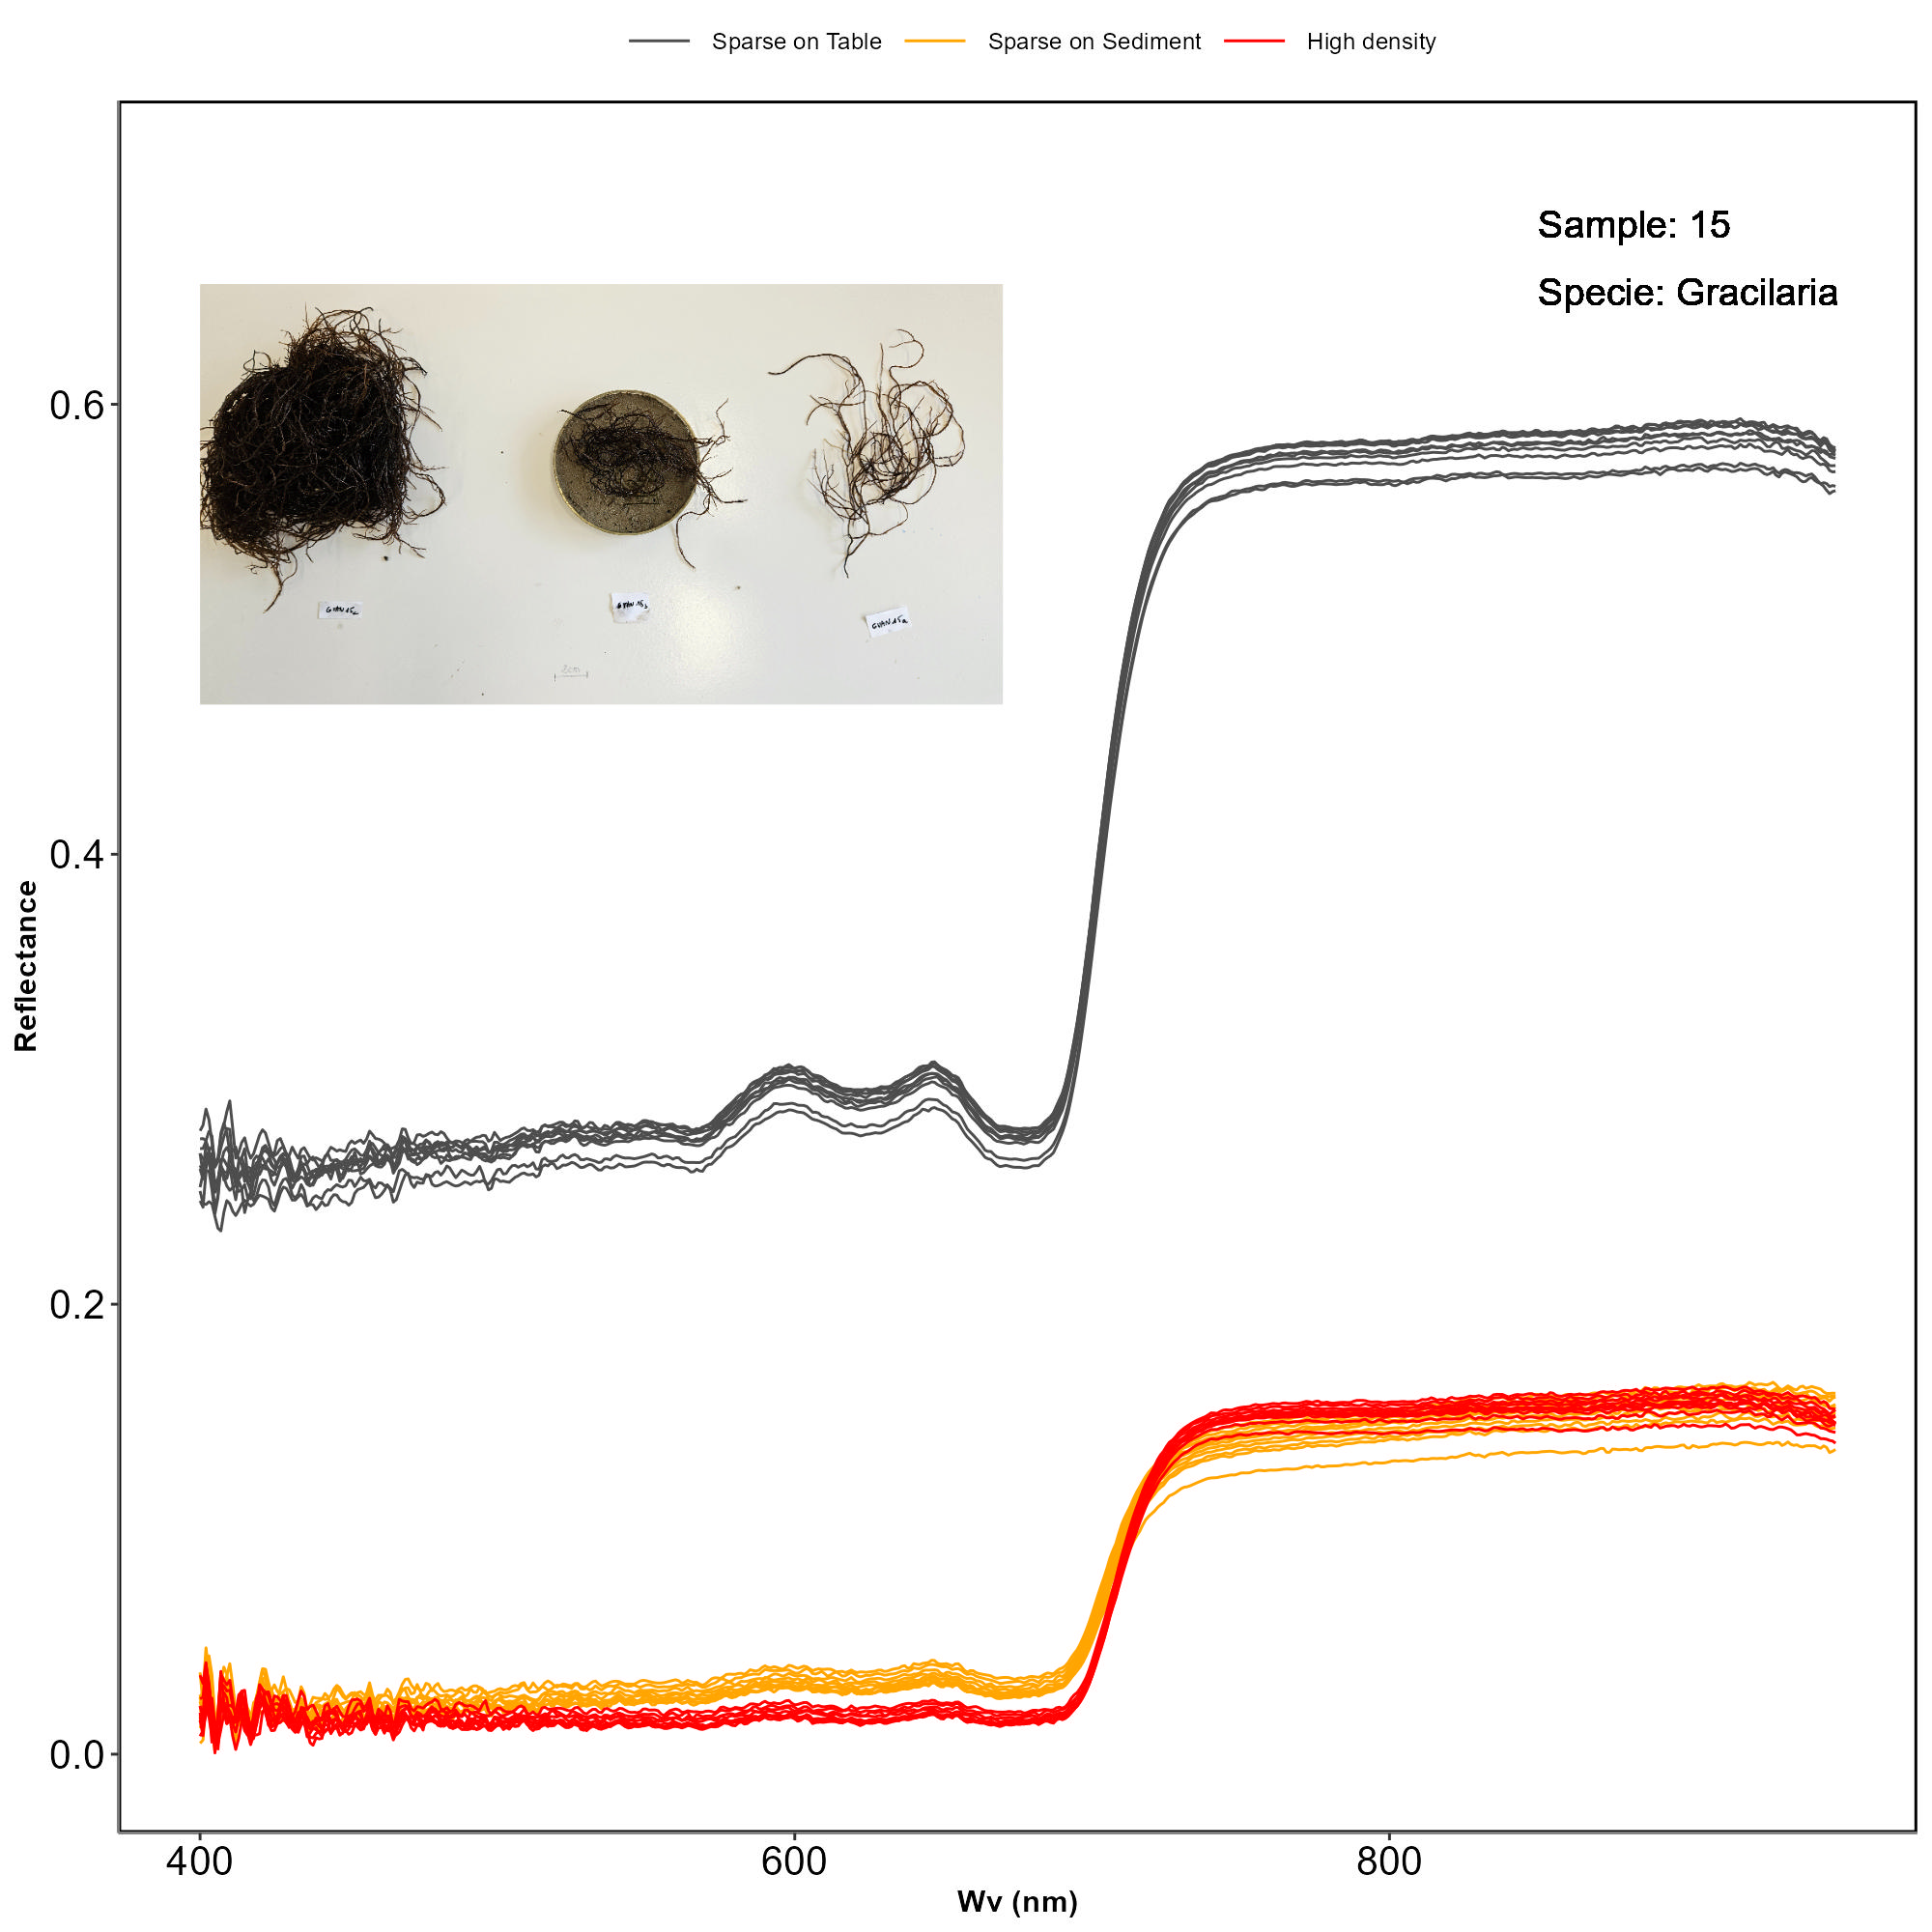 Sparse on Table Sparse on Sediment High density
Sample: 15
Specie: Gracilaria
0.6
0.4
0.2
0.0
Reflectance
400 600 800
Wv (nm)